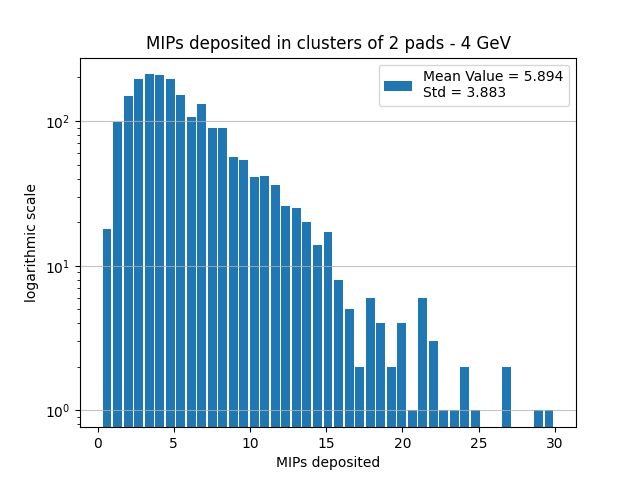 MIPs deposited in clusters of 2 pads - 4 GeV
Mean Value = 5.894
Std = 3.883
logarithmic scale
10²
10¹
10⁰
0 5 10 15 20 25 30
MIPs deposited